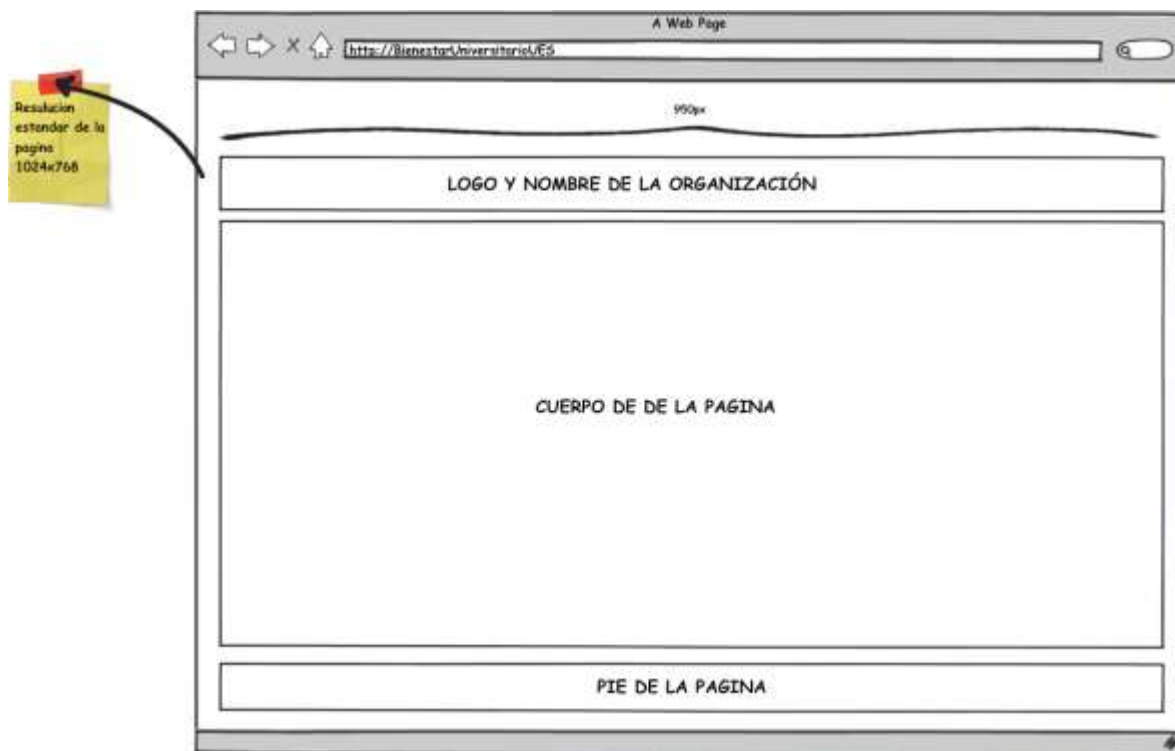 A Web Page
http://BienestarUniversitarioUES
Resolucion
estandar de la
pagina
1024x768
950px
LOGO Y NOMBRE DE LA ORGANIZACIÓN
CUERPO DE DE LA PAGINA
PIE DE LA PAGINA